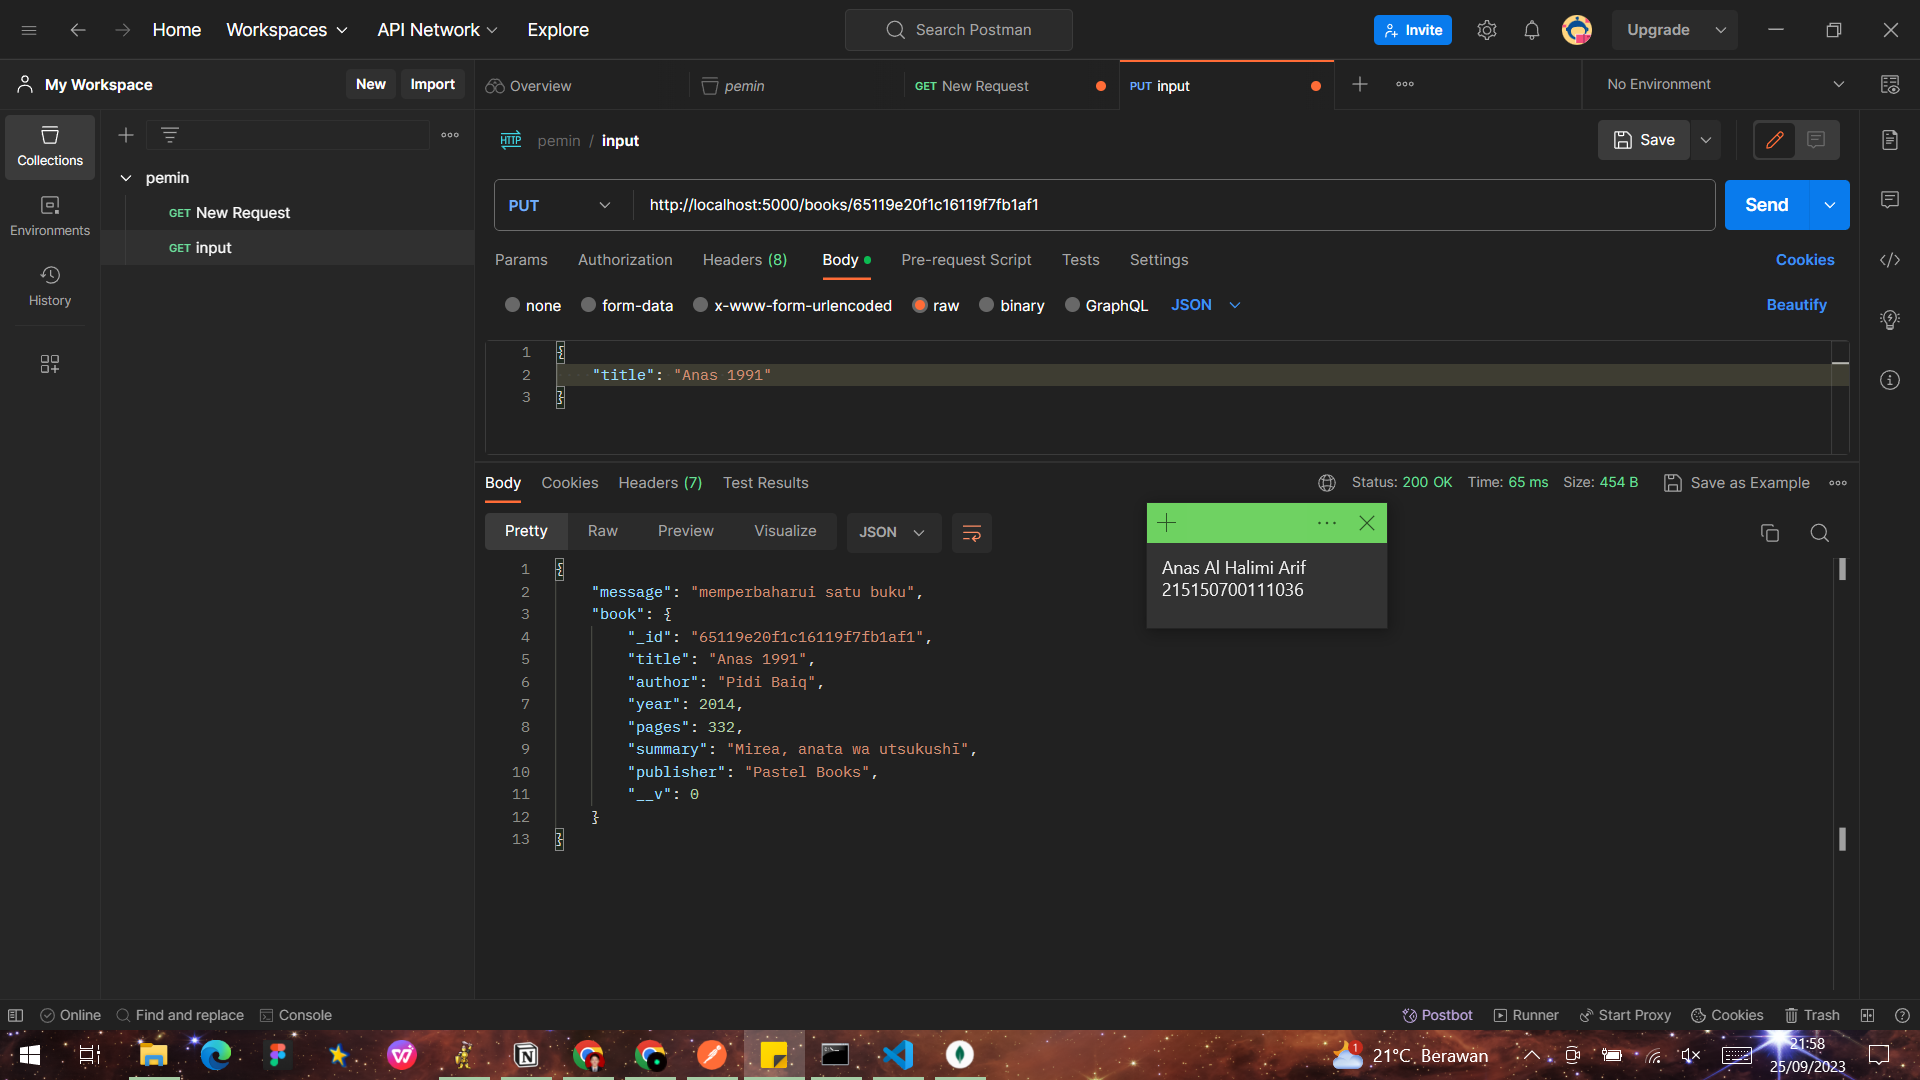 Home Workspaces API Network Explore Search Postman Invite Upgrade
My Workspace New Import Overview pemin GET New Request PUT input No Environment
Collections
pemin
GET New Request
GET input
Environments
History
HTTP pemin / input Save
PUT http://localhost:5000/books/65119e20f1c16119f7fb1af1 Send
Params Authorization Headers (8) Body Pre-request Script Tests Settings Cookies
none form-data x-www-form-urlencoded raw binary GraphQL JSON Beautify
1 {
2 "title": "Anas 1991"
3 }
Body Cookies Headers (7) Test Results Status: 200 OK Time: 65 ms Size: 454 B Save as Example
Pretty Raw Preview Visualize JSON
1 {
2 "message": "memperbaharui satu buku",
3 "book": {
4 "_id": "65119e20f1c16119f7fb1af1",
5 "title": "Anas 1991",
6 "author": "Pidi Baiq",
7 "year": 2014,
8 "pages": 332,
9 "summary": "Mirea, anata wa utsukushī",
10 "publisher": "Pastel Books",
11 "__v": 0
12 }
13 }
Anas Al Halimi Arif
215150700111036
Online Find and replace Console Postbot Runner Start Proxy Cookies Trash
1 21°C Berawan 21:58
25/09/2023